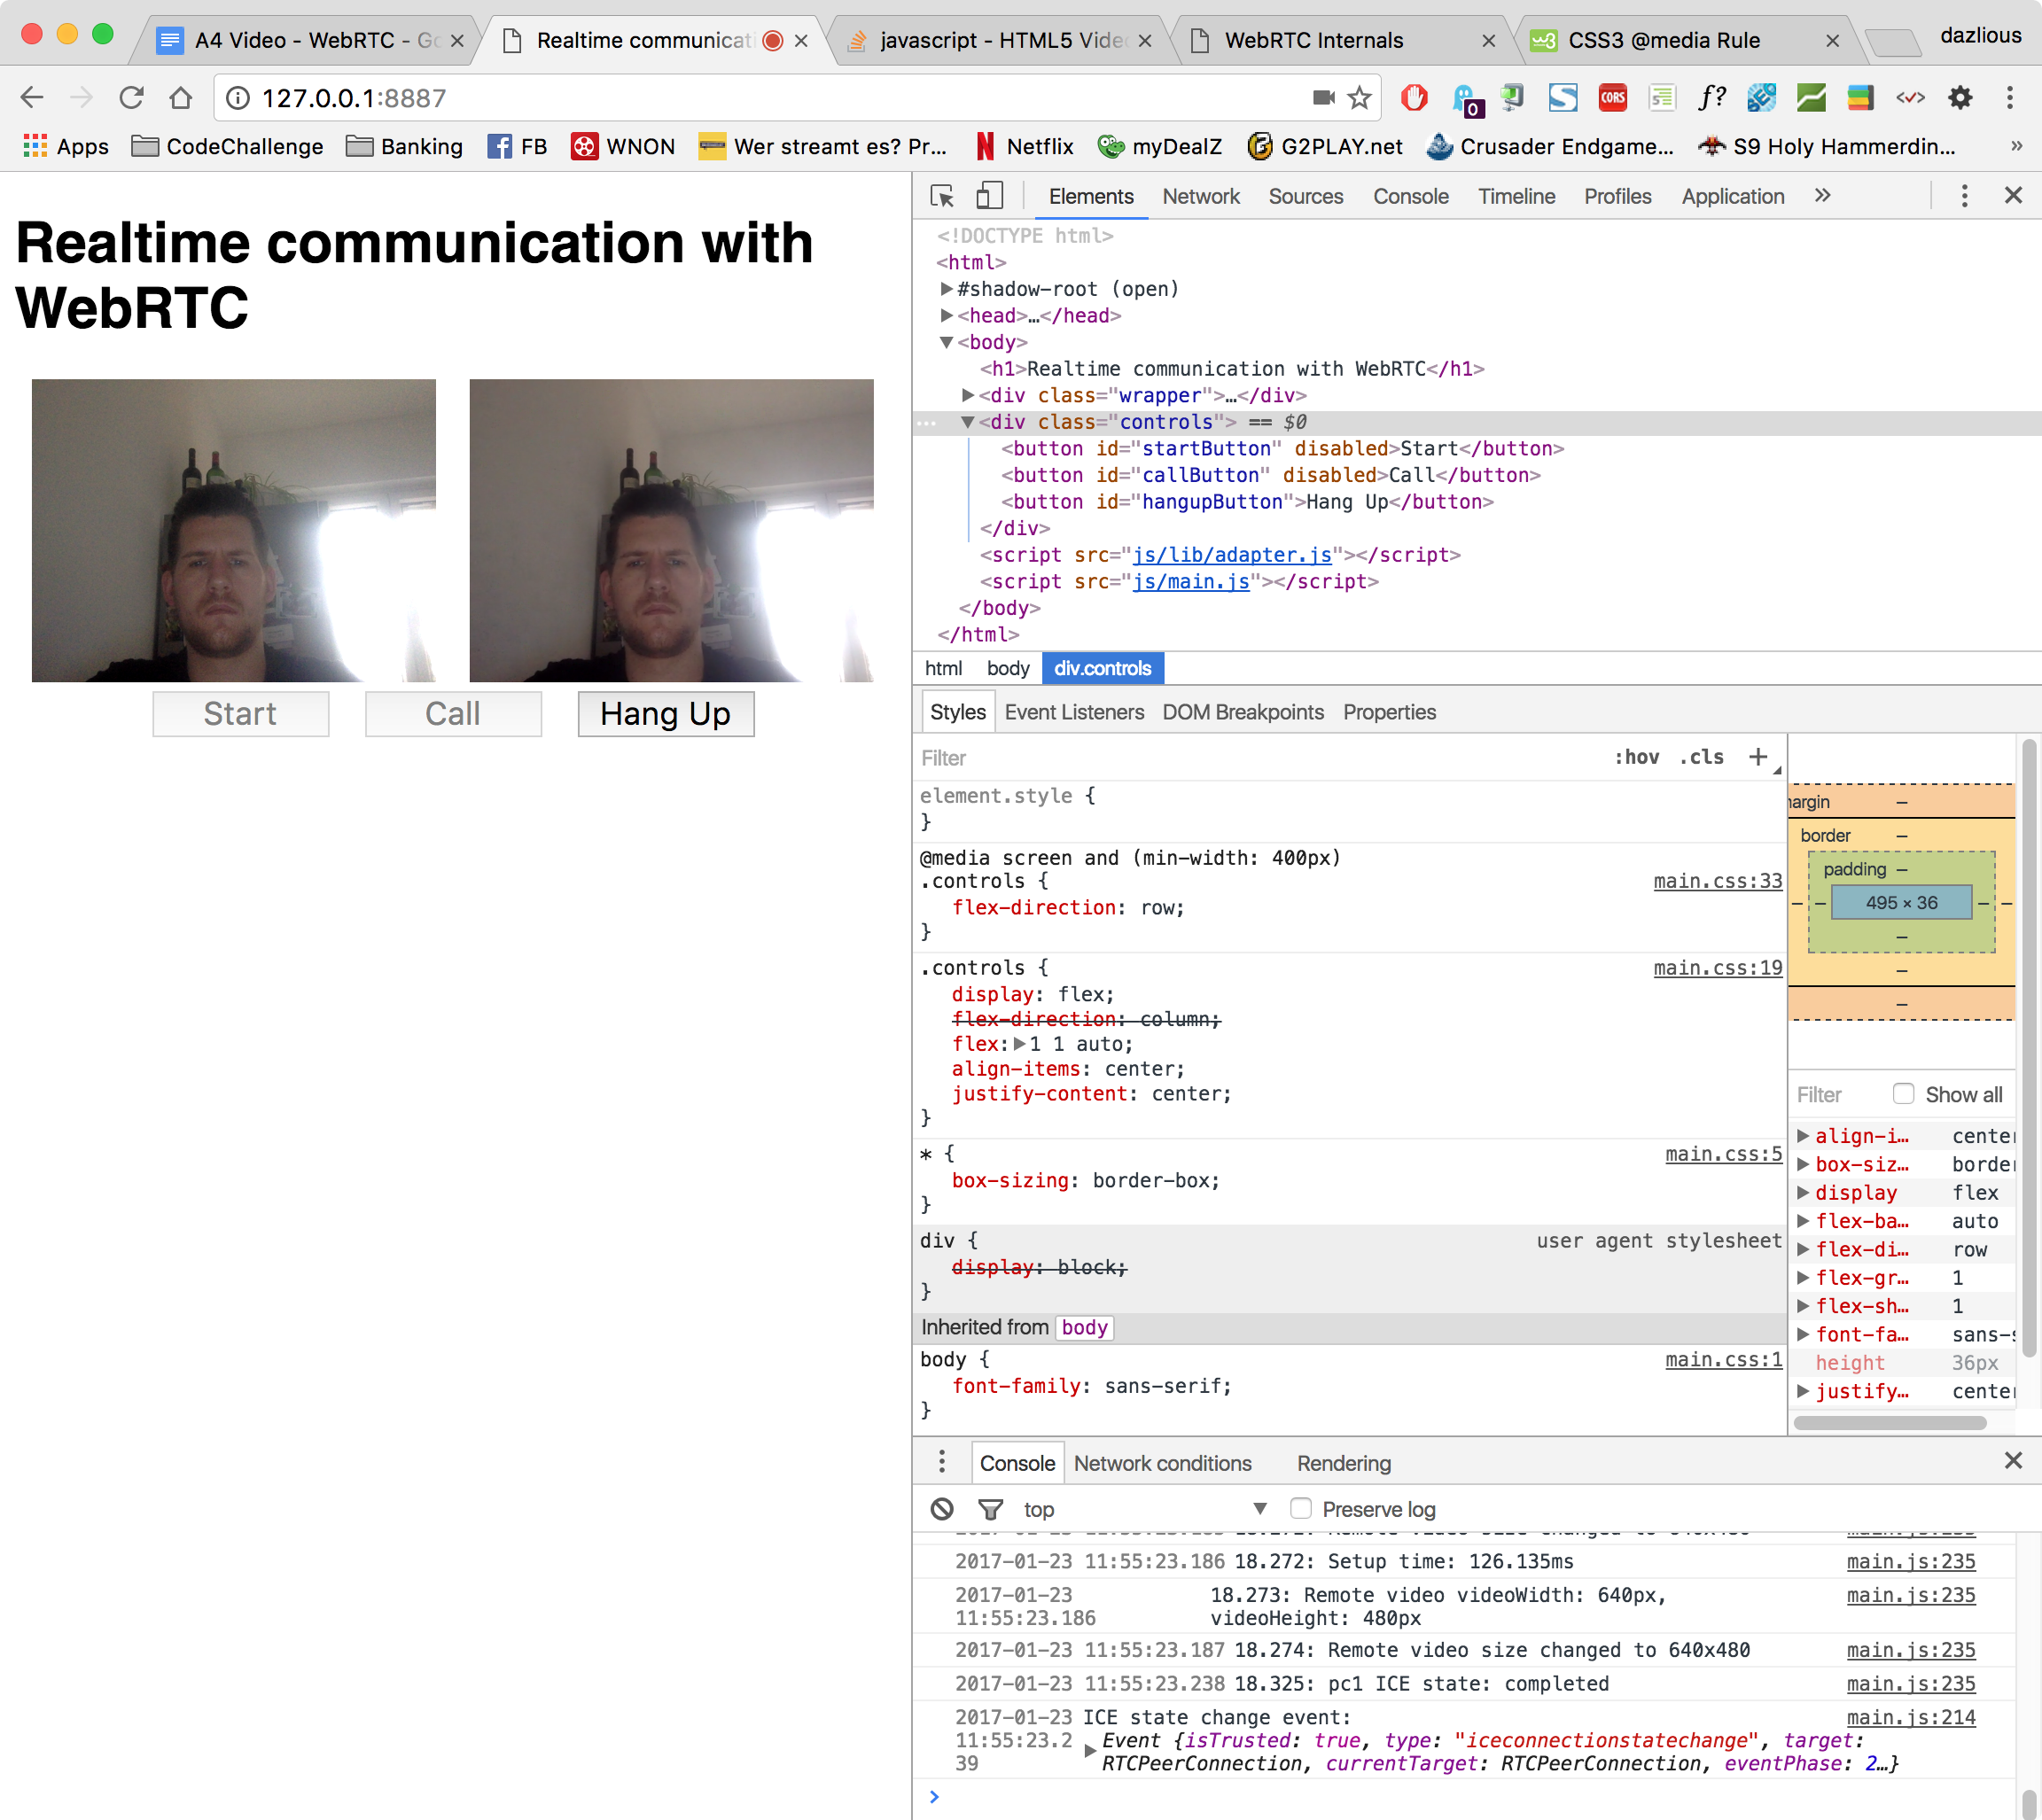 A4 Video - WebRTC - Go
Realtime communicati
javascript - HTML5 Vide
WebRTC Internals
CSS3 @media Rule
dazlious
127.0.0.1:8887
CORS
f?
0
Apps
CodeChallenge
Banking
FB
WNON
Wer streamt es? Pr...
Netflix
myDealZ
G2PLAY.net
Crusader Endgame...
S9 Holy Hammerdin...
»
Realtime communication with
WebRTC
Start
Call
Hang Up
Elements
Network
Sources
Console
Timeline
Profiles
Application
»
<!DOCTYPE html>
<html>
#shadow-root (open)
<head>…</head>
<body>
<h1>Realtime communication with WebRTC</h1>
<div class="wrapper">…</div>
<div class="controls"> == $0
<button id="startButton" disabled>Start</button>
<button id="callButton" disabled>Call</button>
<button id="hangupButton">Hang Up</button>
</div>
<script src="js/lib/adapter.js"></script>
<script src="js/main.js"></script>
</body>
</html>
html body div.controls
Styles Event Listeners DOM Breakpoints Properties
Filter :hov .cls +
element.style {
}
@media screen and (min-width: 400px)
.controls { main.css:33
flex-direction: row;
}
.controls { main.css:19
display: flex;
flex-direction: column;
flex: 1 1 auto;
align-items: center;
justify-content: center;
}
* { main.css:5
box-sizing: border-box;
}
div { user agent stylesheet
display: block;
}
Inherited from body
body { main.css:1
font-family: sans-serif;
}
argin –
border –
padding –
– – 495 × 36 – –
–
–
–
Filter Show all
align-i… center
box-siz… border
display flex
flex-ba… auto
flex-di… row
flex-gr… 1
flex-sh… 1
font-fa… sans-s
height 36px
justify… center
Console Network conditions Rendering
top Preserve log
2017-01-23 11:55:23.186 18.272: Setup time: 126.135ms main.js:235
2017-01-23 18.273: Remote video videoWidth: 640px, main.js:235
11:55:23.186 videoHeight: 480px
2017-01-23 11:55:23.187 18.274: Remote video size changed to 640x480 main.js:235
2017-01-23 11:55:23.238 18.325: pc1 ICE state: completed main.js:235
2017-01-23 ICE state change event: main.js:214
11:55:23.2 Event {isTrusted: true, type: "iceconnectionstatechange", target:
39 RTCPeerConnection, currentTarget: RTCPeerConnection, eventPhase: 2…}